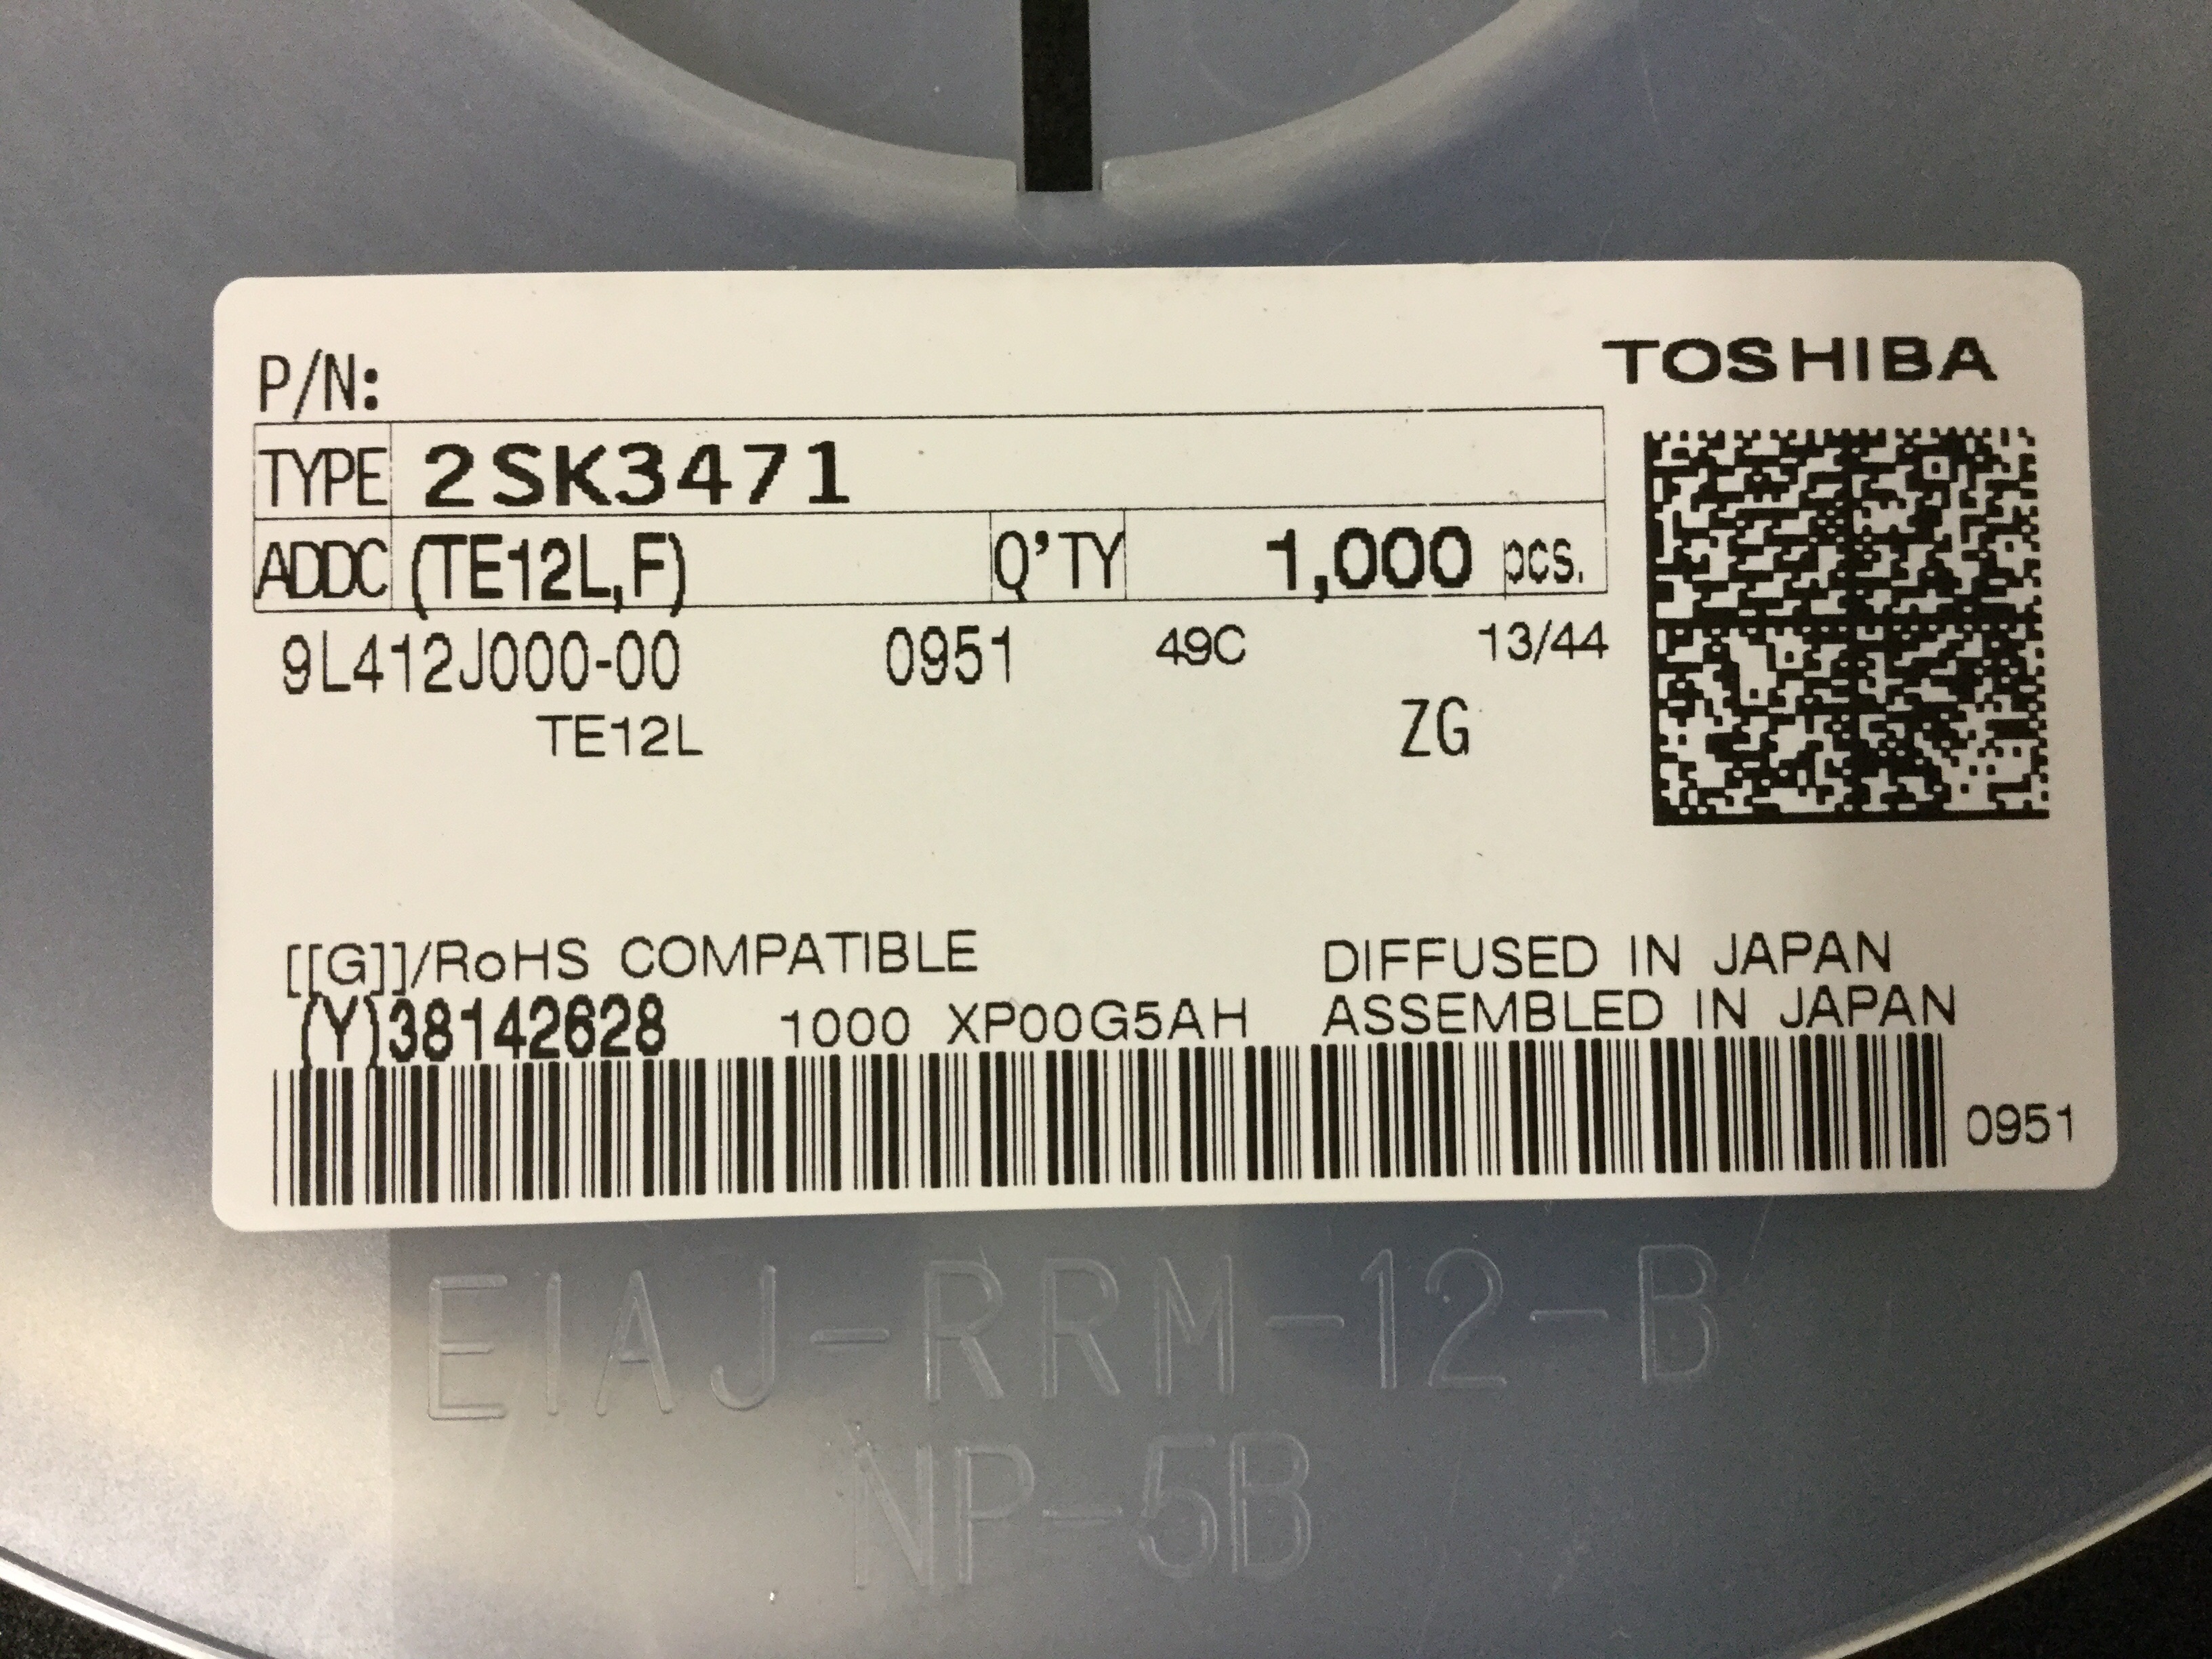 P/N:
TOSHIBA
TYPE 2SK3471
ADDC (TE12L,F) Q'TY 1,000 pcs.
9L412J000-00 0951 49C 13/44
TE12L ZG
[[G]]/RoHS COMPATIBLE DIFFUSED IN JAPAN
(Y)38142628 1000 XP00G5AH ASSEMBLED IN JAPAN
0951
EIAJ-RRM-12-B
NP-5B